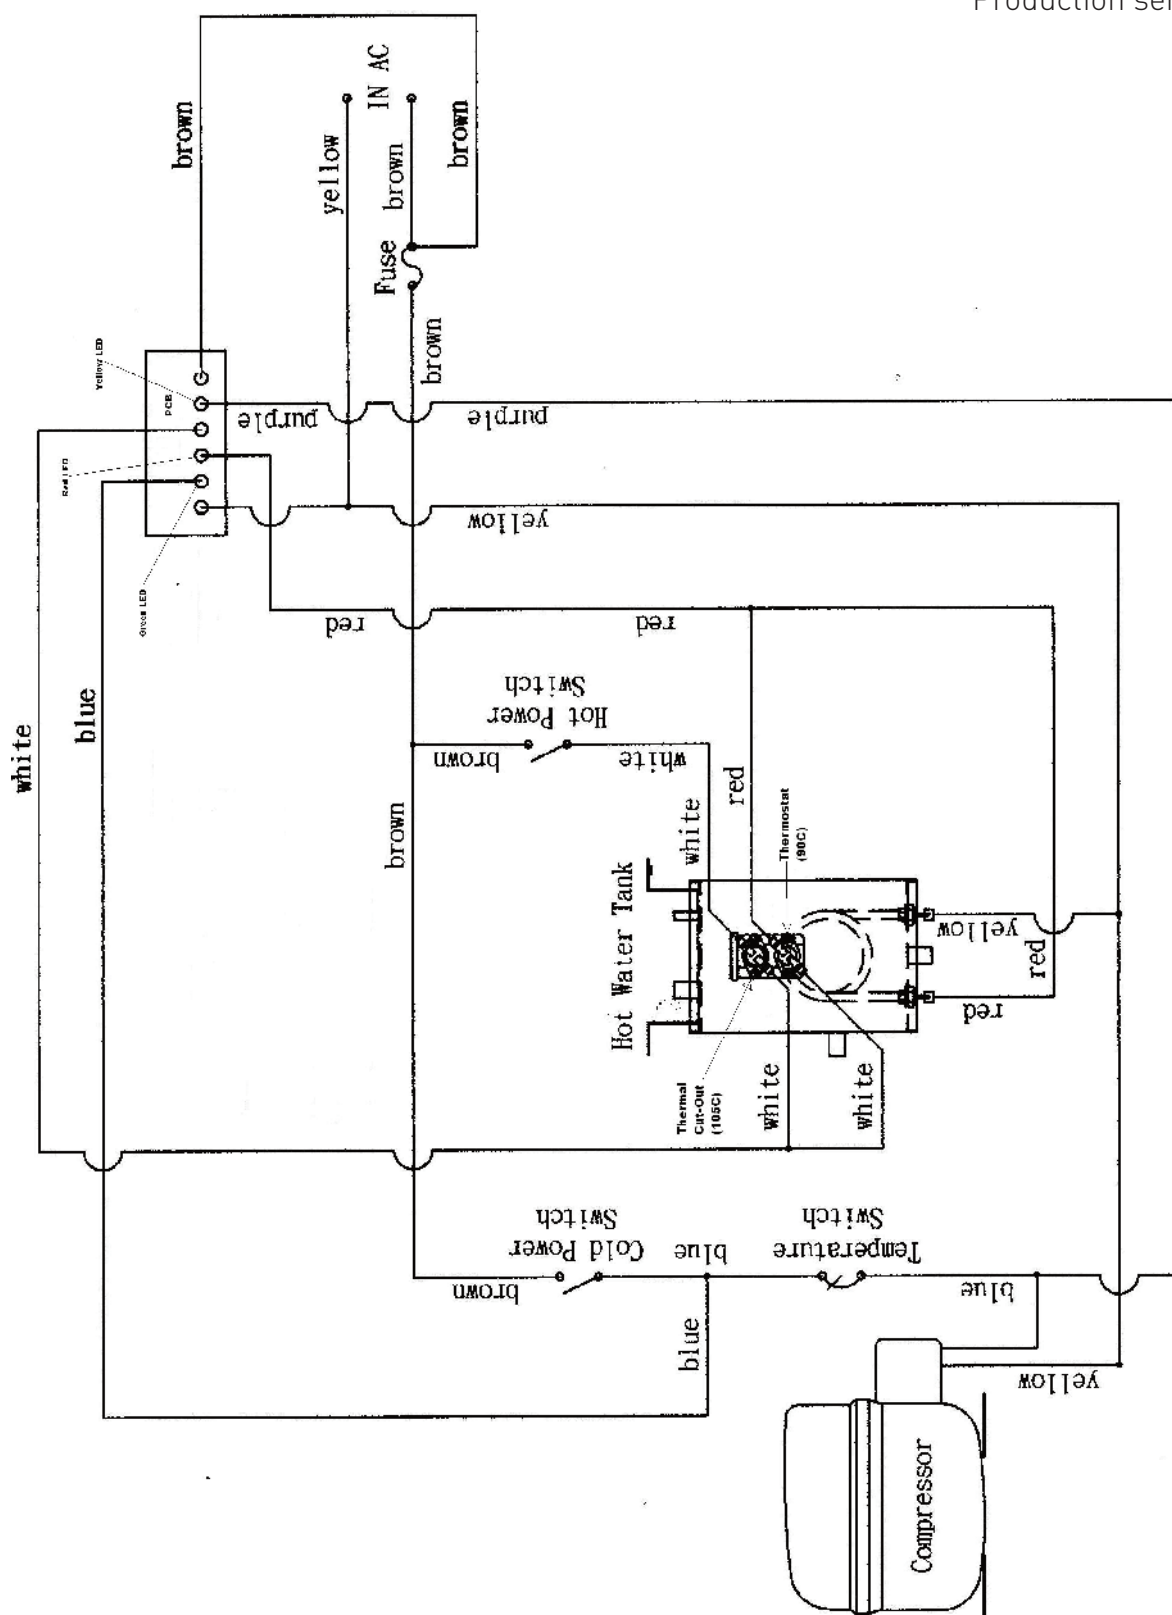 Production ser
brown
yellow
IN AC
brown
brown
Fuse
brown
Yellow LED
PCB
Red LED
Green LED
purple
purple
yellow
red
red
white
blue
Hot Power
Switch
brown
white
brown
white
red
Thermostat
(90C)
Hot Water Tank
yellow
red
red
Thermal
Cut-Out
(105C)
white
white
Cold Power
Switch
brown
blue
Temperature
Switch
blue
blue
yellow
Compressor